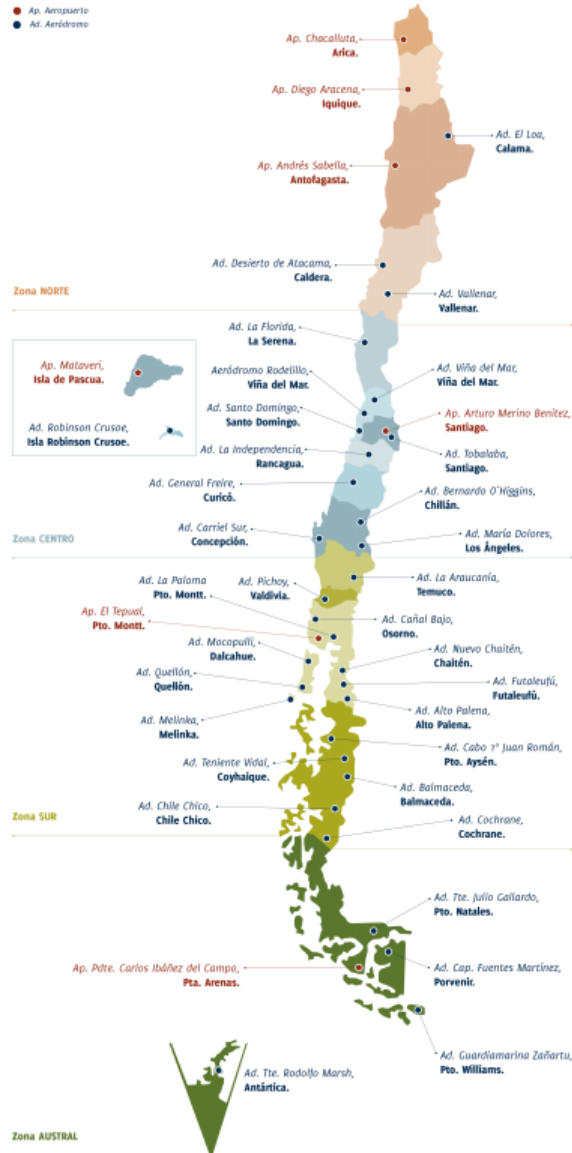 Ap. Aeropuerto
Ad. Aeródromo
Ap. Chacalluta,
Arica.
Ap. Diego Aracena,
Iquique.
Ad. El Loa,
Calama.
Ap. Andrés Sabella,
Antofagasta.
Ad. Desierto de Atacama,
Caldera.
Zona NORTE
Ad. Vallenar,
Vallenar.
Ad. La Florida,
La Serena.
Ap. Mataveri,
Isla de Pascua.
Ad. Robinson Crusoe,
Isla Robinson Crusoe.
Aeródromo Rodelillo,
Viña del Mar.
Ad. Viña del Mar,
Viña del Mar.
Ad. Santo Domingo,
Santo Domingo.
Ap. Arturo Merino Benitez,
Santiago.
Ad. La Independencia,
Rancagua.
Ad. Tobalaba,
Santiago.
Ad. General Freire,
Curicó.
Ad. Bernardo O'Higgins,
Chillán.
Ad. Carriel Sur,
Concepción.
Ad. María Dolores,
Los Ángeles.
Zona CENTRO
Ad. La Paloma
Pto. Montt.
Ad. Pichoy,
Valdivia.
Ad. La Araucanía,
Temuco.
Ap. El Tepual,
Pto. Montt.
Ad. Cañal Bajo,
Osorno.
Ad. Mocopulli,
Dalcahue.
Ad. Nuevo Chaitén,
Chaitén.
Ad. Quellón,
Quellón.
Ad. Futaleufú,
Futaleufú.
Ad. Melinka,
Melinka.
Ad. Alto Palena,
Alto Palena.
Ad. Cabo 1º Juan Román,
Pto. Aysén.
Ad. Teniente Vidal,
Coyhaique.
Ad. Balmaceda,
Balmaceda.
Ad. Chile Chico,
Chile Chico.
Zona SUR
Ad. Cochrane,
Cochrane.
Ad. Tte. Julio Gallardo,
Pto. Natales.
Ap. Pdte. Carlos Ibáñez del Campo,
Pta. Arenas.
Ad. Cap. Fuentes Martínez,
Porvenir.
Ad. Guardiamarina Zañartu,
Pto. Williams.
Ad. Tte. Rodolfo Marsh,
Antártica.
Zona AUSTRAL